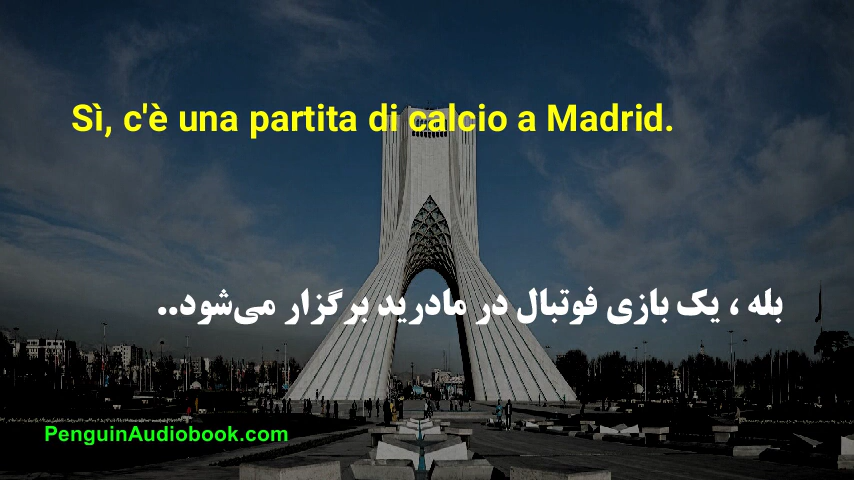 Sì, c'è una partita di calcio a Madrid.
بله ، یک بازی فوتبال در مادرید برگزار می‌شود..
PenguinAudiobook.com